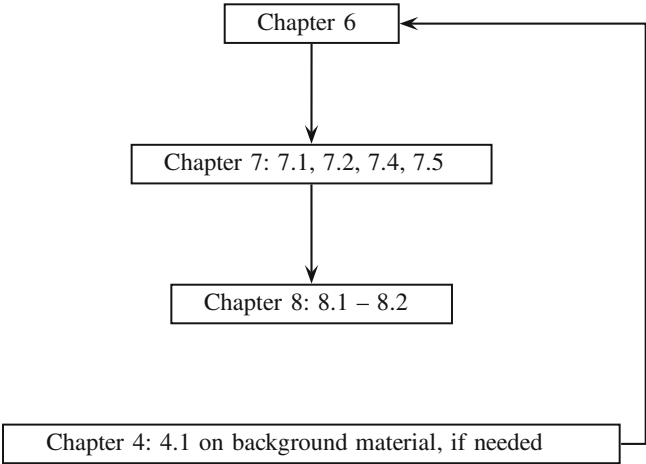 Chapter 6
Chapter 7: 7.1, 7.2, 7.4, 7.5
Chapter 8: 8.1 – 8.2
Chapter 4: 4.1 on background material, if needed